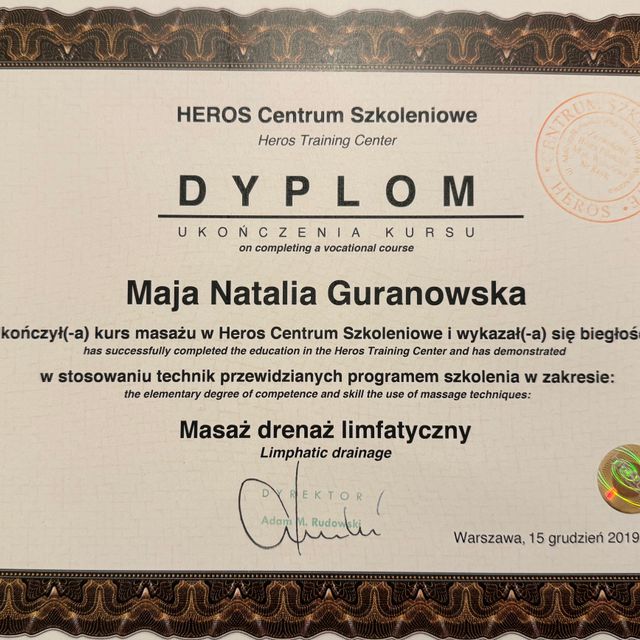 HEROS Centrum Szkoleniowe
Heros Training Center
DYPLOM
UKOŃCZENIA KURSU
on completing a vocational course
Maja Natalia Guranowska
kończył(-a) kurs masażu w Heros Centrum Szkoleniowe i wykazał(-a) się biegłoś
has successfully completed the education in the Heros Training Center and has demonstrated
w stosowaniu technik przewidzianych programem szkolenia w zakresie:
the elementary degree of competence and skill the use of massage techniques:
Masaż drenaż limfatyczny
Limphatic drainage
DYREKTOR
Adam M. Rudowski
Warszawa, 15 grudzień 2019
CENTRUM SZK
HEROS